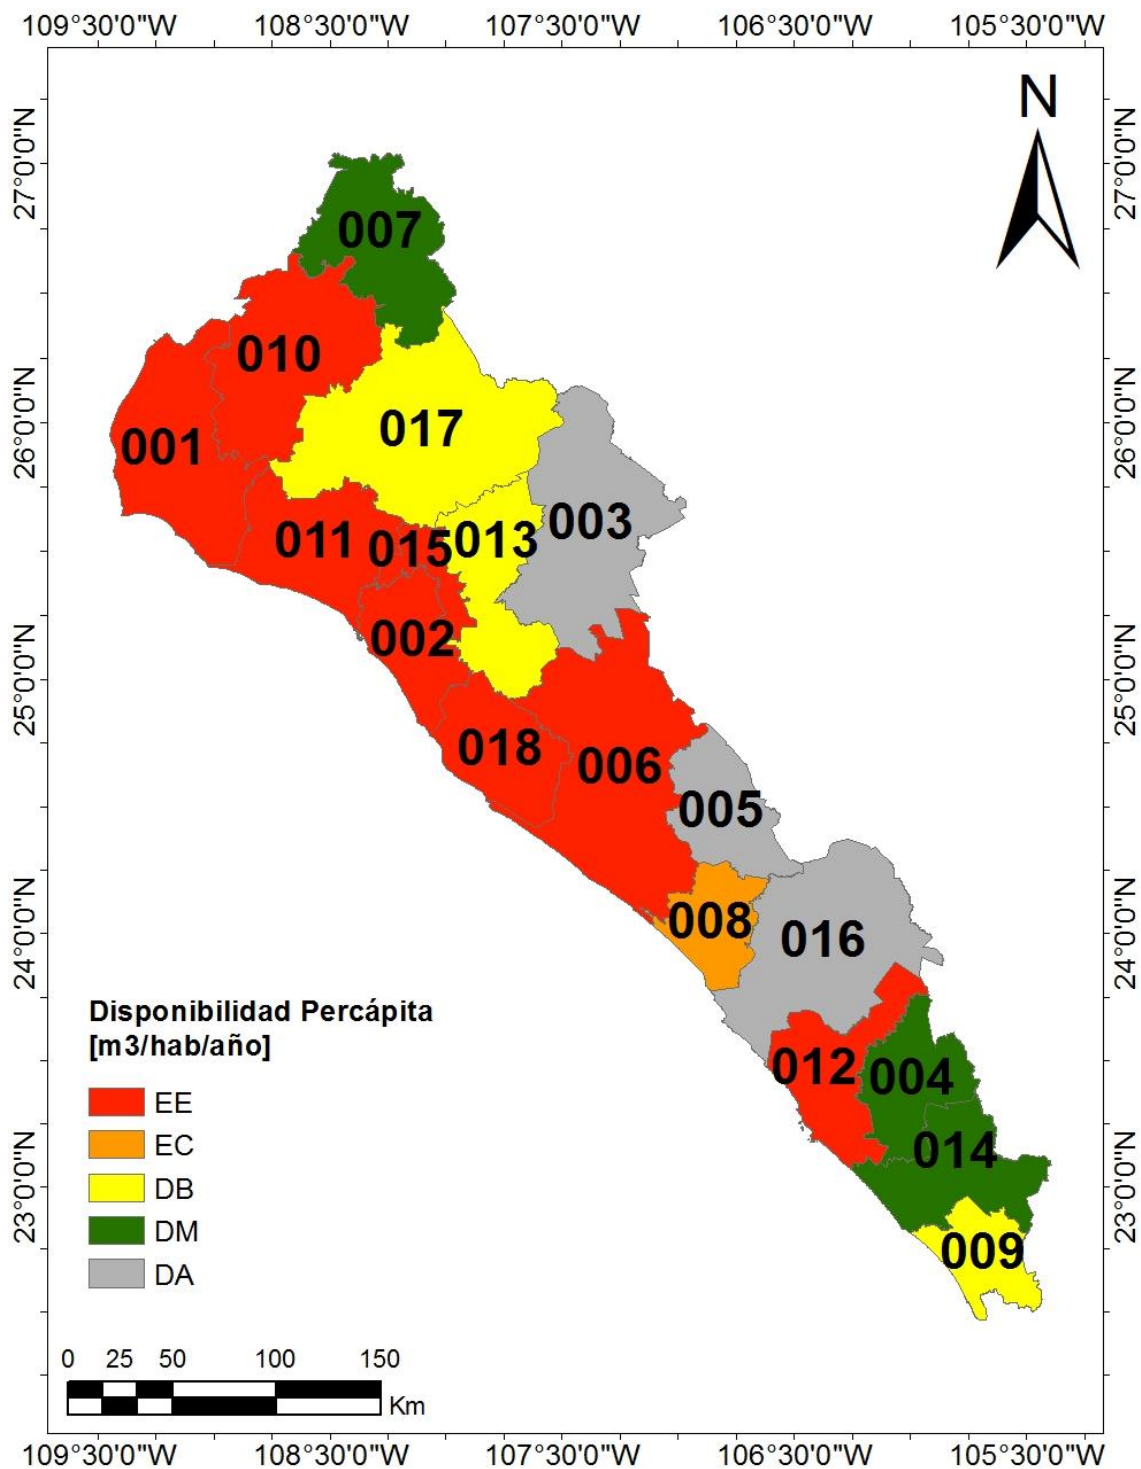 109°30'0"W 108°30'0"W 107°30'0"W 106°30'0"W 105°30'0"W
N
27°0'0"N 27°0'0"N
26°0'0"N 26°0'0"N
25°0'0"N 25°0'0"N
24°0'0"N 24°0'0"N
23°0'0"N 23°0'0"N
007
010
017
001
003
011 015 013
002
018
006
005
008
016
012 004
014
009
Disponibilidad Percápita
[m3/hab/año]
EE
EC
DB
DM
DA
0 25 50 100 150
Km
109°30'0"W 108°30'0"W 107°30'0"W 106°30'0"W 105°30'0"W